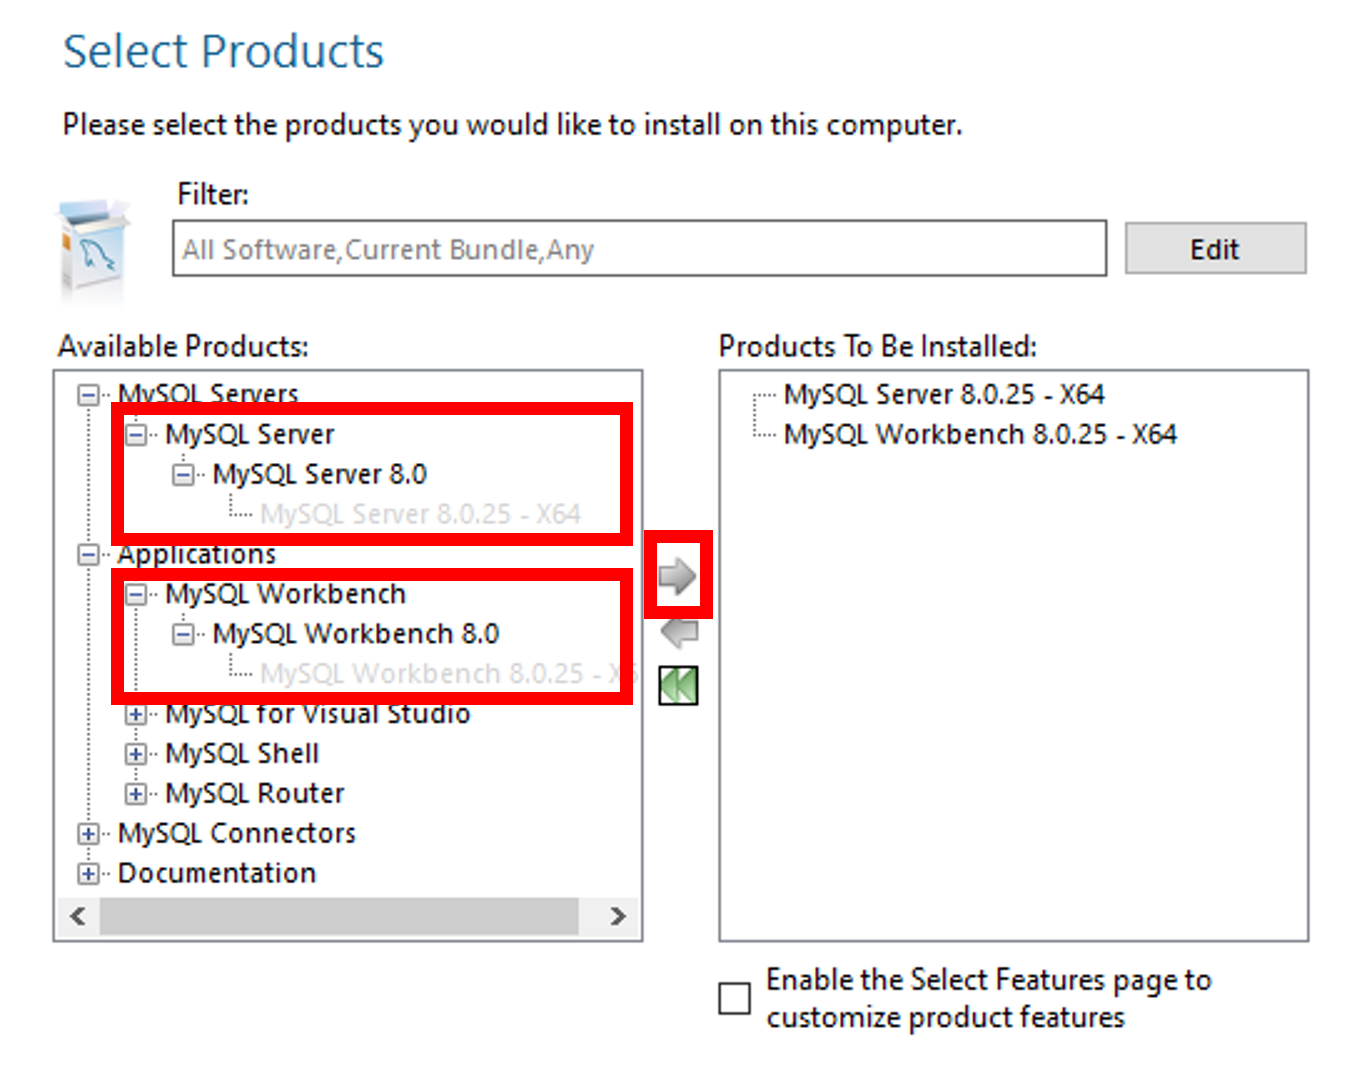 Select Products
Please select the products you would like to install on this computer.
Filter:
All Software,Current Bundle,Any
Edit
Available Products:
MySQL Servers
MySQL Server
MySQL Server 8.0
MySQL Server 8.0.25 - X64
Applications
MySQL Workbench
MySQL Workbench 8.0
MySQL Workbench 8.0.25 - X6
MySQL for Visual Studio
MySQL Shell
MySQL Router
MySQL Connectors
Documentation
Products To Be Installed:
MySQL Server 8.0.25 - X64
MySQL Workbench 8.0.25 - X64
Enable the Select Features page to
customize product features